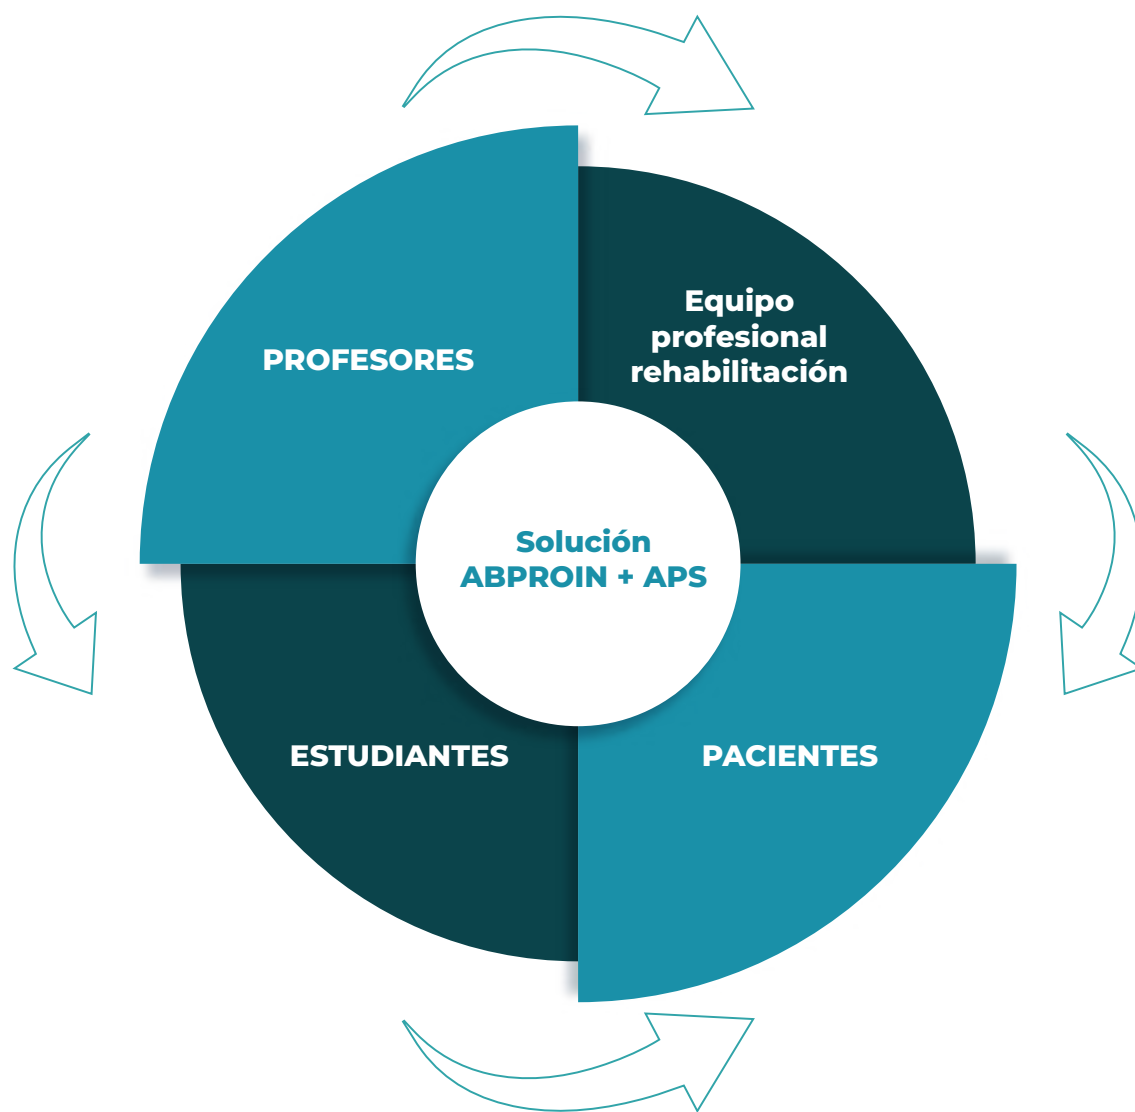 PROFESORES
Equipo
profesional
rehabilitación
Solución
ABPROIN + APS
ESTUDIANTES
PACIENTES